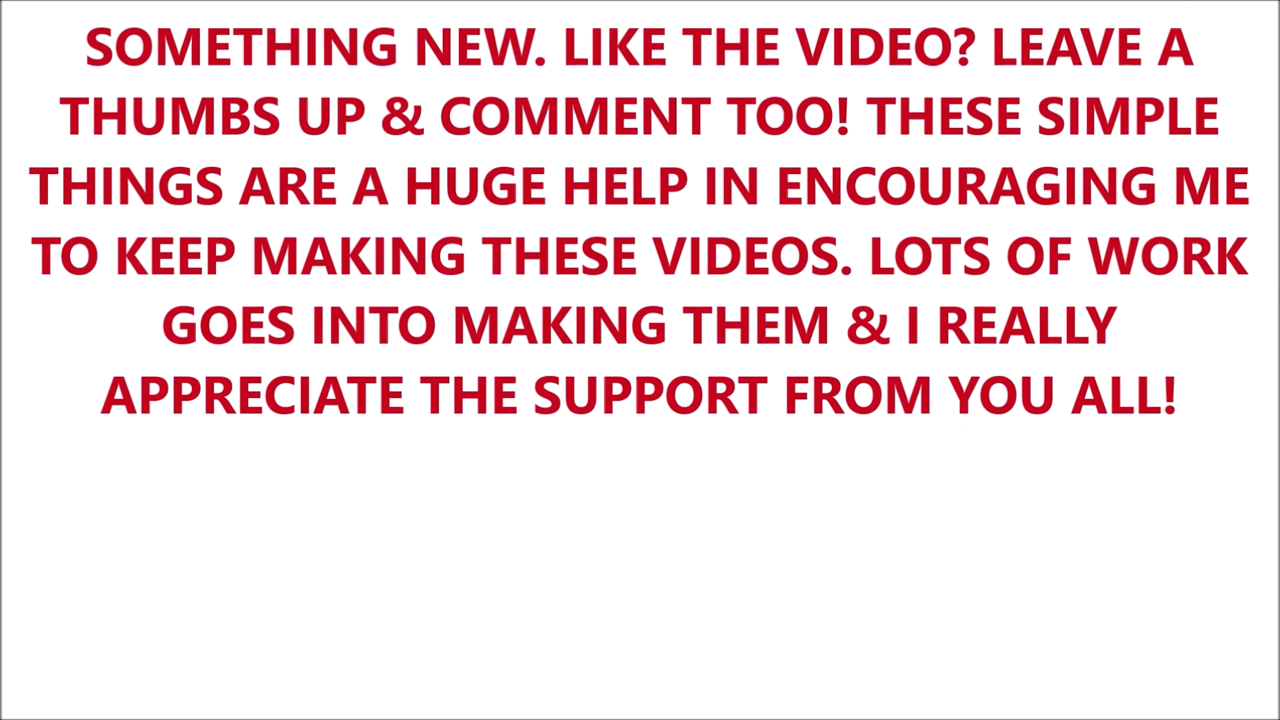 SOMETHING NEW. LIKE THE VIDEO? LEAVE A
THUMBS UP & COMMENT TOO! THESE SIMPLE
THINGS ARE A HUGE HELP IN ENCOURAGING ME
TO KEEP MAKING THESE VIDEOS. LOTS OF WORK
GOES INTO MAKING THEM & I REALLY
APPRECIATE THE SUPPORT FROM YOU ALL!